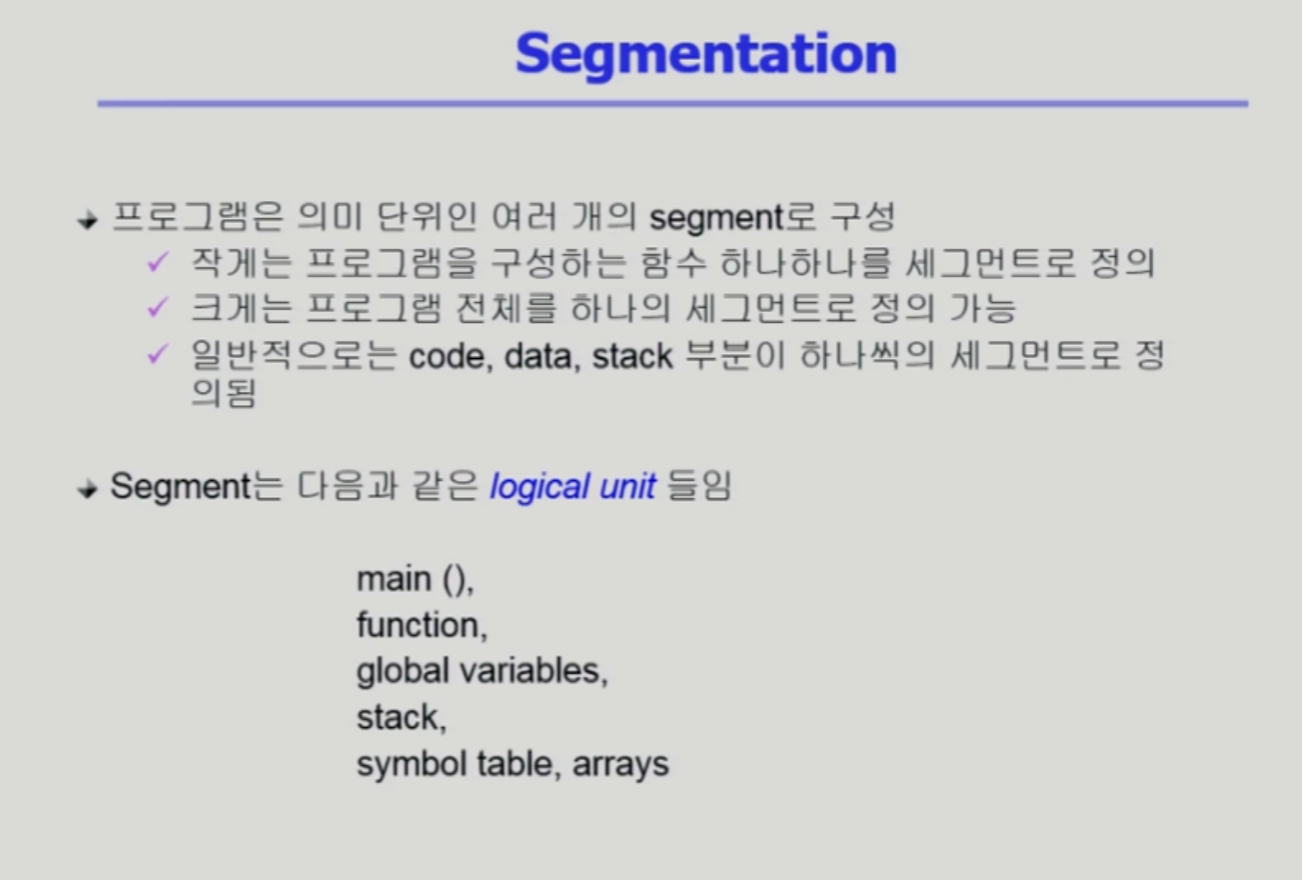 Segmentation
프로그램은 의미 단위인 여러 개의 segment로 구성
작게는 프로그램을 구성하는 함수 하나하나를 세그먼트로 정의
크게는 프로그램 전체를 하나의 세그먼트로 정의 가능
일반적으로는 code, data, stack 부분이 하나씩의 세그먼트로 정
의됨
Segment는 다음과 같은 logical unit 들임
main (),
function,
global variables,
stack,
symbol table, arrays